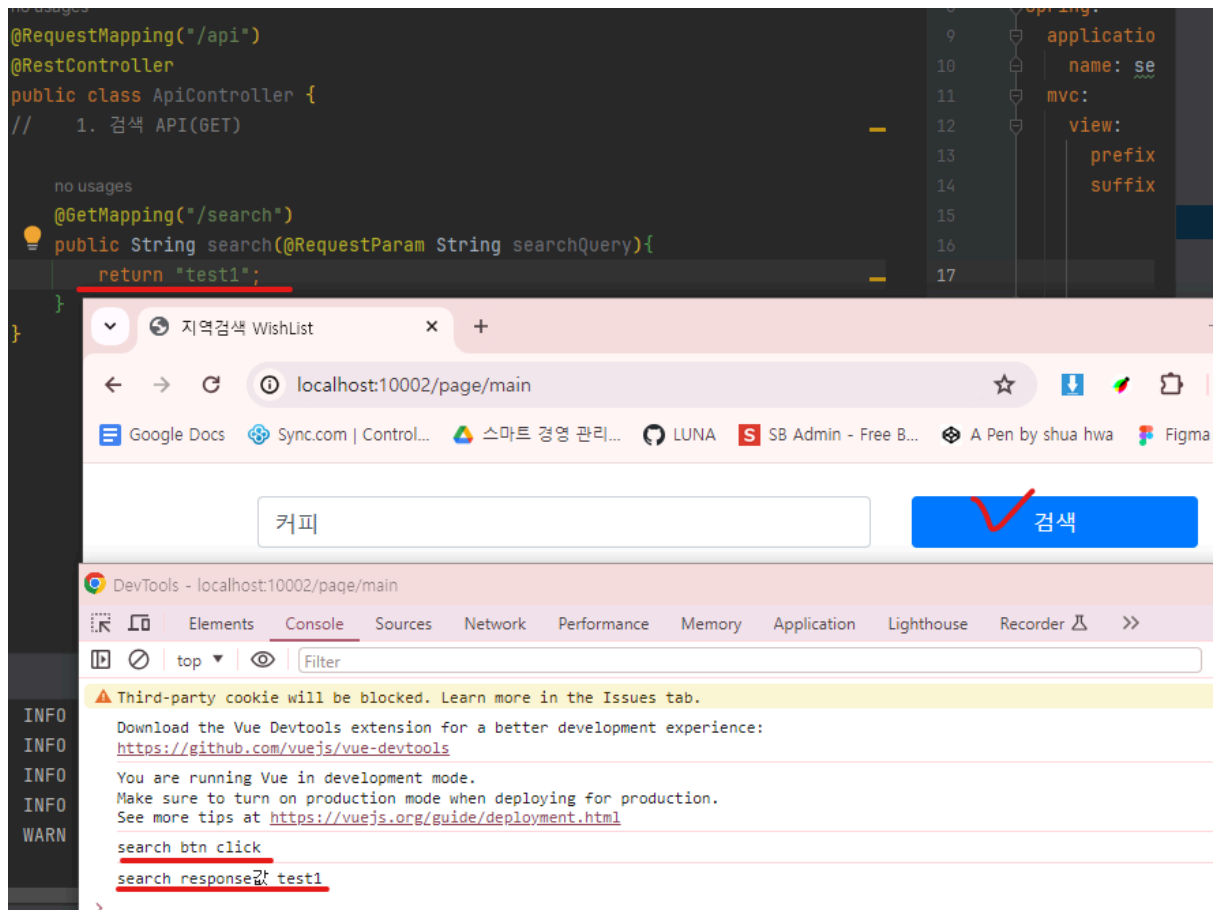 no usages
@RequestMapping("/api")
@RestController
public class ApiController {
//    1. 검색 API(GET)
no usages
@GetMapping("/search")
public String search(@RequestParam String searchQuery){
return "test1";
}
}
8 spring:
9 applicatio
10 name: se
11 mvc:
12 view:
13 prefix
14 suffix
15
16
17
지역검색 WishList
localhost:10002/page/main
Google Docs Sync.com | Control... 스마트 경영 관리... LUNA S SB Admin - Free B... A Pen by shua hwa Figma
커피 검색
DevTools - localhost:10002/page/main
Elements Console Sources Network Performance Memory Application Lighthouse Recorder
top Filter
Third-party cookie will be blocked. Learn more in the Issues tab.
Download the Vue Devtools extension for a better development experience:
https://github.com/vuejs/vue-devtools
You are running Vue in development mode.
Make sure to turn on production mode when deploying for production.
See more tips at https://vuejs.org/guide/deployment.html
search btn click
search response값 test1
INFO
INFO
INFO
INFO
WARN